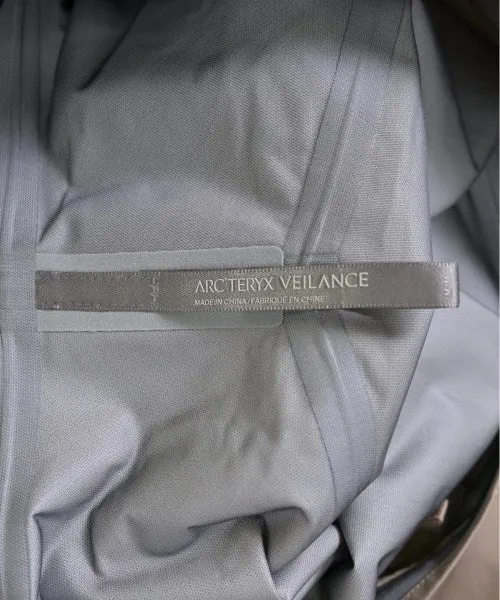 ARC'TERYX VEILANCE
MADE IN CHINA/FABRIQUÉ EN CHINE